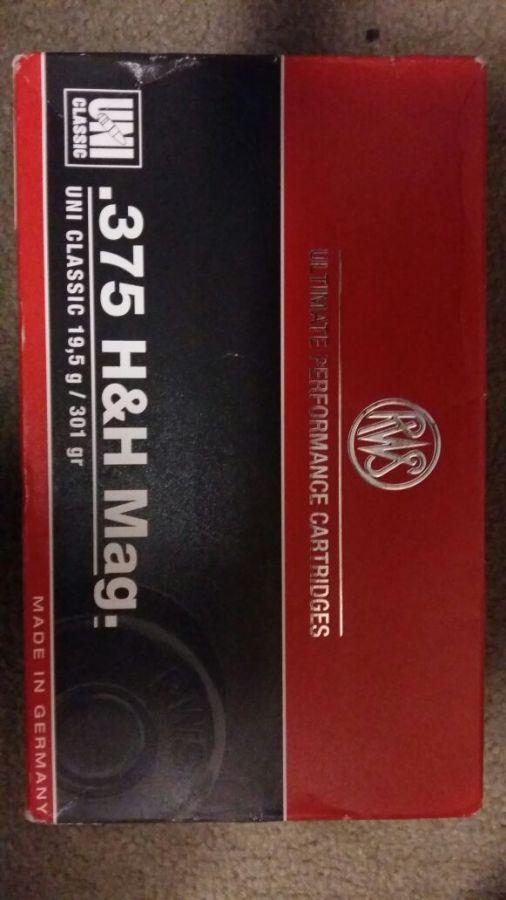 RWS
ULTIMATE PERFORMANCE CARTRIDGES
UNI
CLASSIC
.375 H&H Mag.
UNI CLASSIC 19,5 g / 301 gr
MADE IN GERMANY